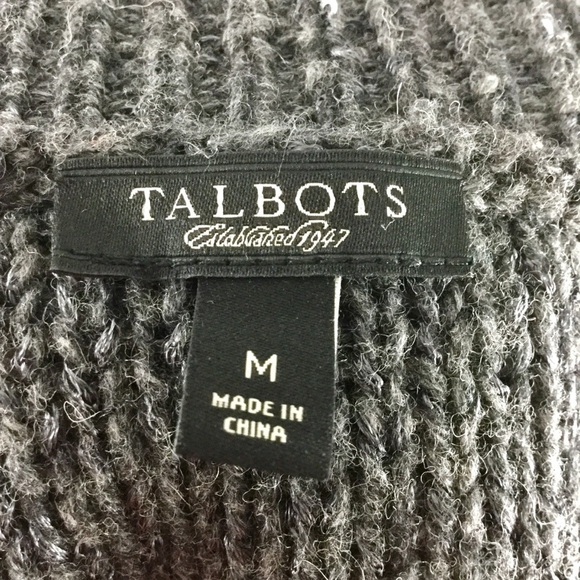 TALBOTS
Established 1947
M
MADE IN
CHINA